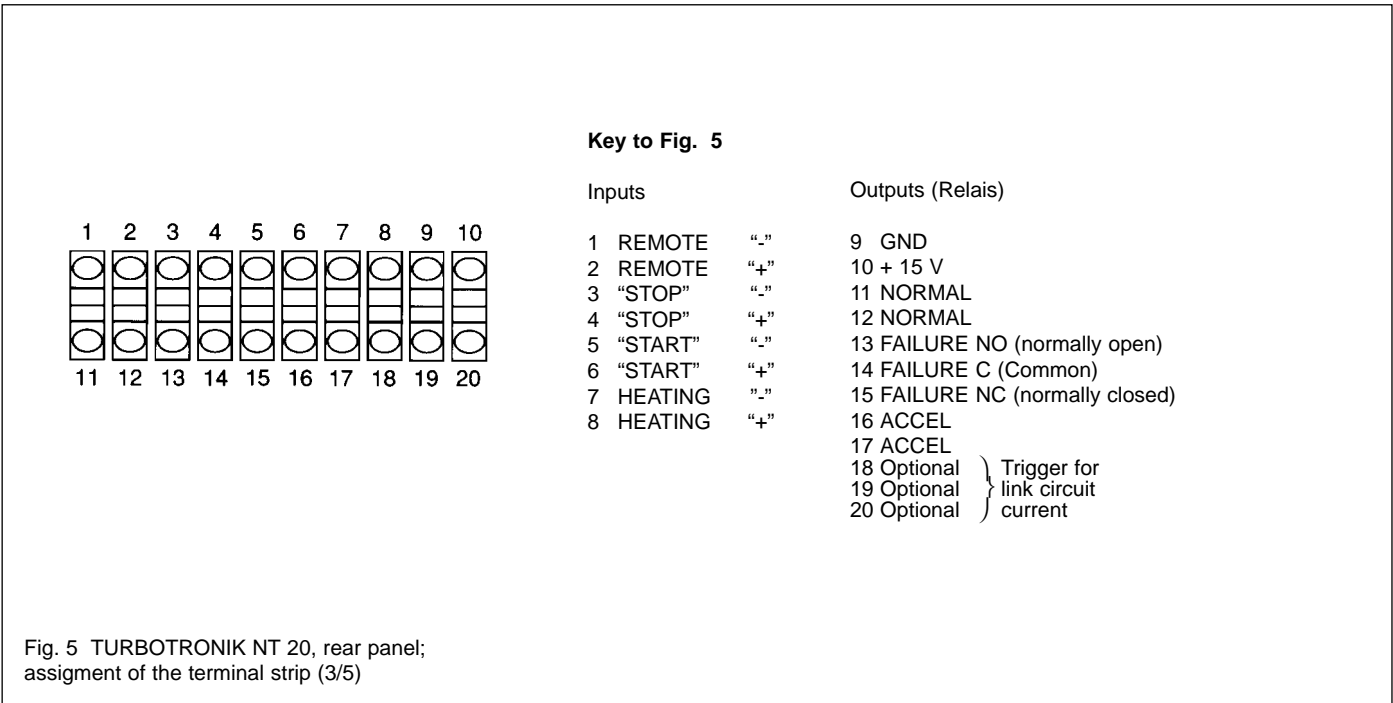 Key to Fig. 5
Inputs
1 REMOTE “-”
2 REMOTE “+”
3 “STOP” “-”
4 “STOP” “+”
5 “START” “-”
6 “START” “+”
7 HEATING ”-”
8 HEATING “+”
Outputs (Relais)
9 GND
10 + 15 V
11 NORMAL
12 NORMAL
13 FAILURE NO (normally open)
14 FAILURE C (Common)
15 FAILURE NC (normally closed)
16 ACCEL
17 ACCEL
18 Optional
19 Optional
20 Optional
Trigger for
link circuit
current
1 2 3 4 5 6 7 8 9 10
11 12 13 14 15 16 17 18 19 20
Fig. 5 TURBOTRONIK NT 20, rear panel;
assigment of the terminal strip (3/5)